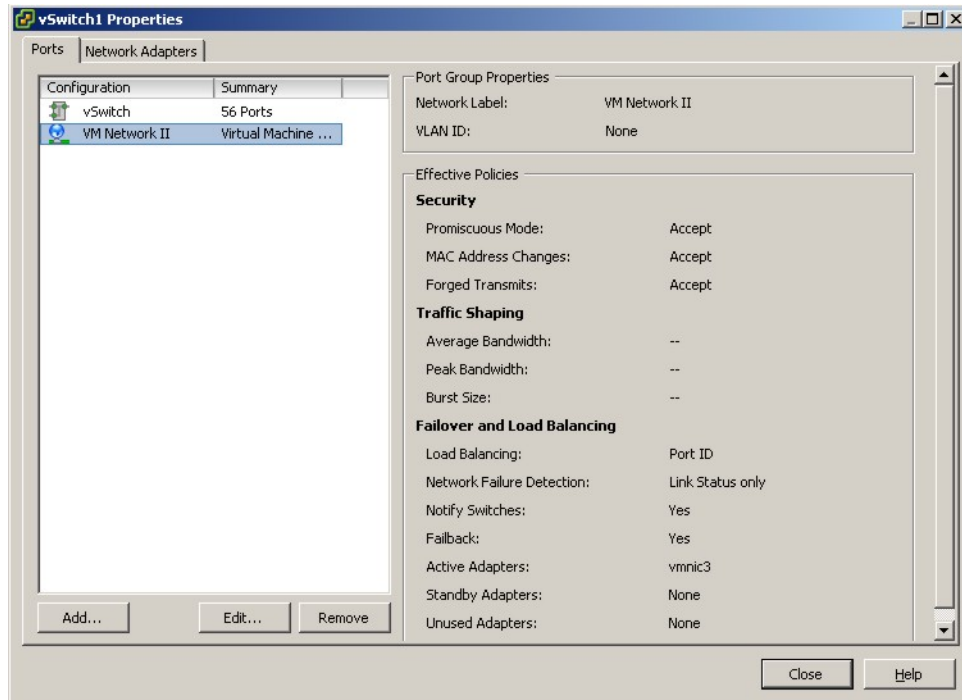 vSwitch1 Properties
Ports Network Adapters
Configuration Summary
vSwitch 56 Ports
VM Network II Virtual Machine ...
Add... Edit... Remove
Port Group Properties
Network Label: VM Network II
VLAN ID: None
Effective Policies
Security
Promiscuous Mode: Accept
MAC Address Changes: Accept
Forged Transmits: Accept
Traffic Shaping
Average Bandwidth: --
Peak Bandwidth: --
Burst Size: --
Failover and Load Balancing
Load Balancing: Port ID
Network Failure Detection: Link Status only
Notify Switches: Yes
Failback: Yes
Active Adapters: vmnic3
Standby Adapters: None
Unused Adapters: None
Close Help